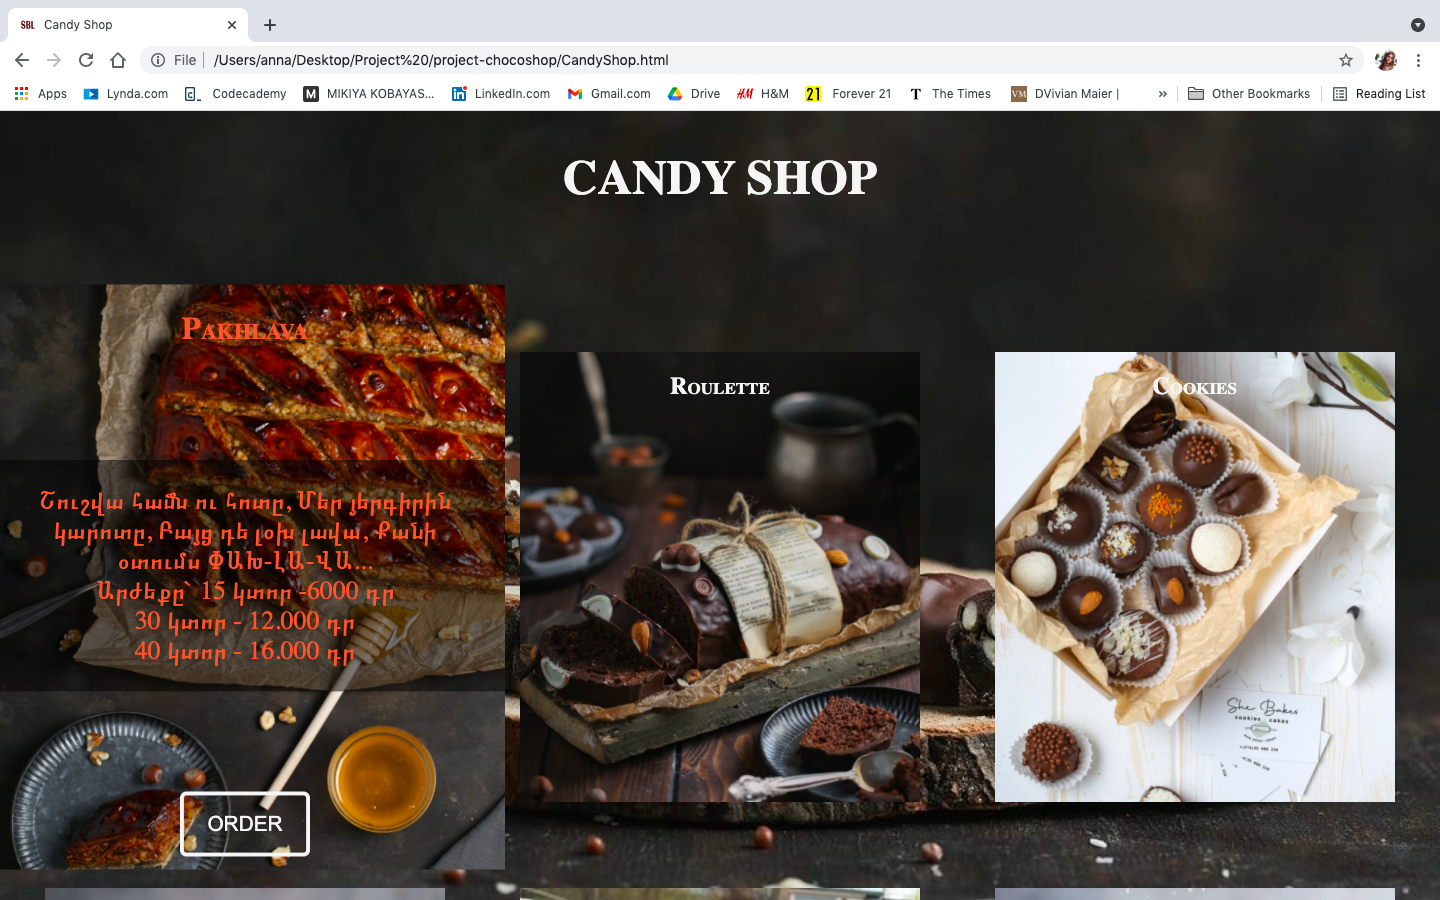 SBL Candy Shop
File /Users/anna/Desktop/Project%20/project-chocoshop/CandyShop.html
Apps Lynda.com Codecademy MIKIYA KOBAYAS... LinkedIn.com Gmail.com Drive H&M Forever 21 The Times DVivian Maier | » Other Bookmarks Reading List
CANDY SHOP
Pakhlava
Roulette
Cookies
Նուշվա համն ու հոտը, Մեր յերգիրին
կարոտը, Բայց դե լօխ լավա, Քանի
օտումս ՓԱԽ-ԼԱ-ՎԱ...
Արժեքը` 15 կտոր -6000 դր
30 կտոր - 12.000 դր
40 կտոր - 16.000 դր
She Bakes
cookies cakes
ORDER